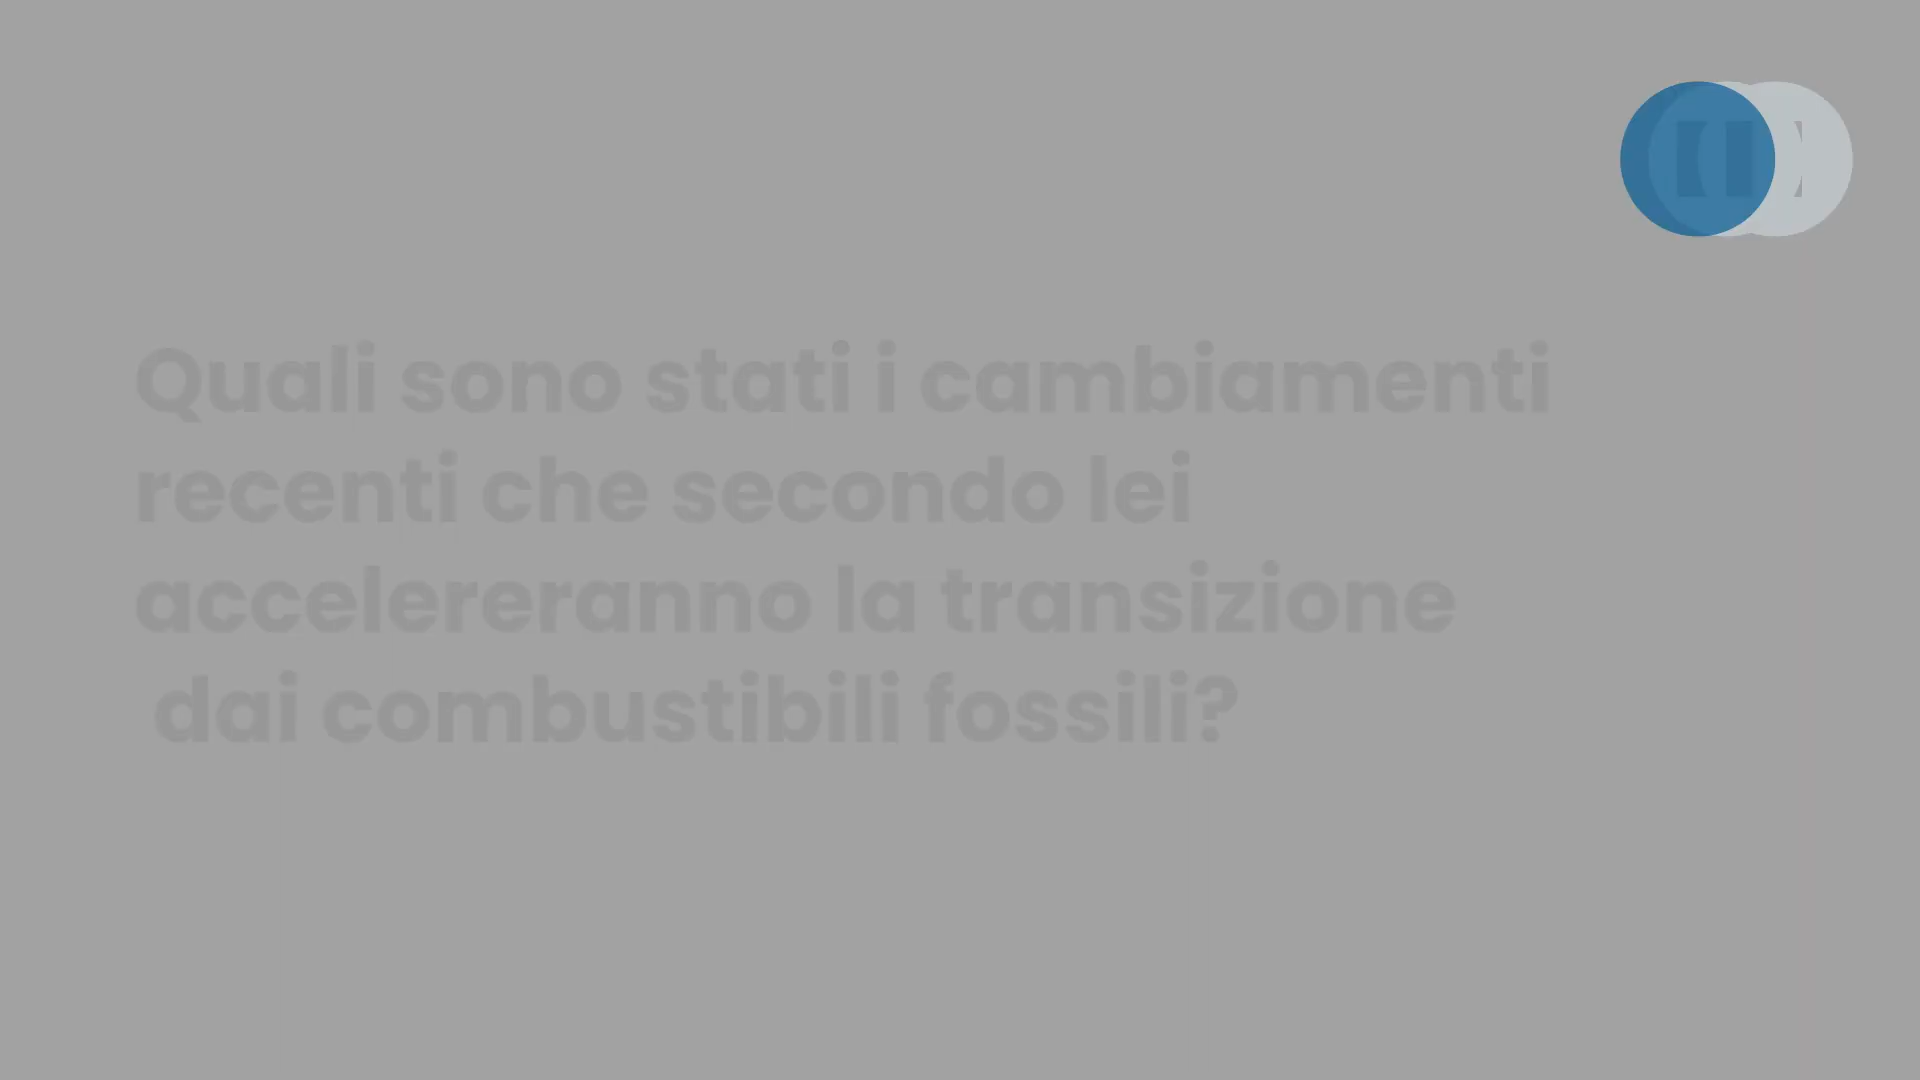 Quali sono stati i cambiamenti
recenti che secondo lei
accelereranno la transizione
dai combustibili fossili?